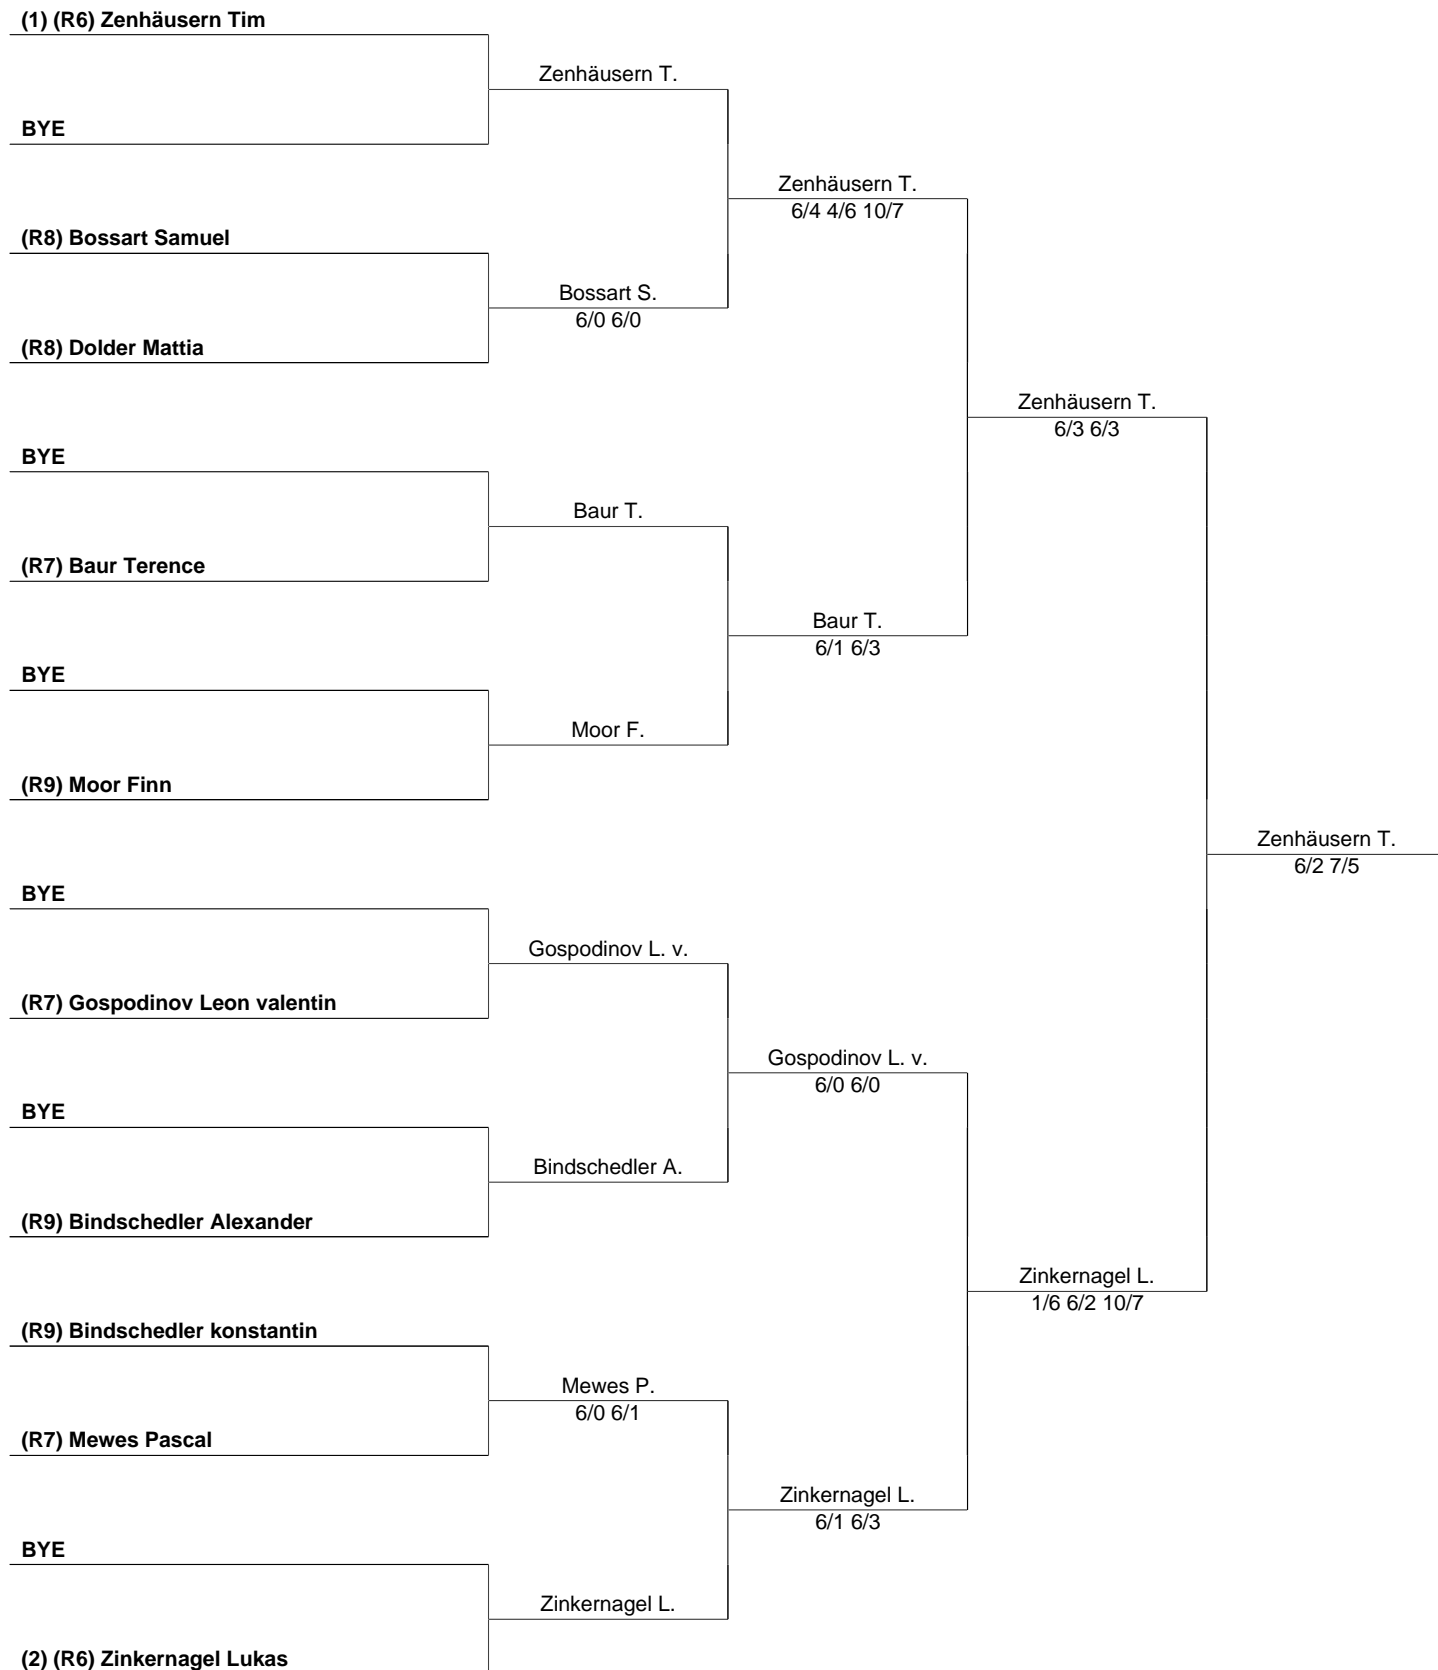 (1) (R6) Zenhäusern Tim
Zenhäusern T.
BYE
Zenhäusern T.
6/4 4/6 10/7
(R8) Bossart Samuel
Bossart S.
6/0 6/0
(R8) Dolder Mattia
Zenhäusern T.
6/3 6/3
BYE
Baur T.
(R7) Baur Terence
Baur T.
6/1 6/3
BYE
Moor F.
(R9) Moor Finn
Zenhäusern T.
6/2 7/5
BYE
Gospodinov L. v.
(R7) Gospodinov Leon valentin
Gospodinov L. v.
6/0 6/0
BYE
Bindschedler A.
(R9) Bindschedler Alexander
Zinkernagel L.
1/6 6/2 10/7
(R9) Bindschedler konstantin
Mewes P.
6/0 6/1
(R7) Mewes Pascal
Zinkernagel L.
6/1 6/3
BYE
Zinkernagel L.
(2) (R6) Zinkernagel Lukas